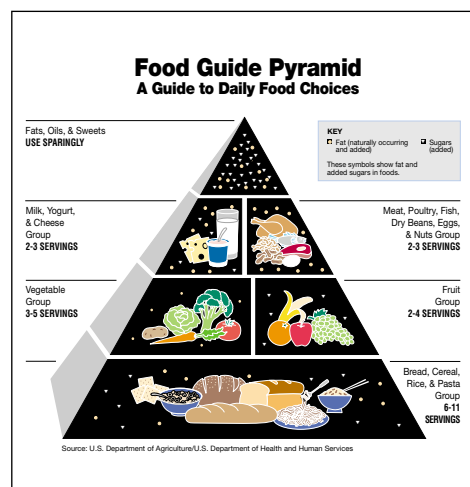 Food Guide Pyramid
A Guide to Daily Food Choices
Fats, Oils, & Sweets
USE SPARINGLY
KEY
Fat (naturally occurring
and added)
Sugars
(added)
These symbols show fat and
added sugars in foods.
Milk, Yogurt,
& Cheese
Group
2-3 SERVINGS
Meat, Poultry, Fish,
Dry Beans, Eggs,
& Nuts Group
2-3 SERVINGS
Vegetable
Group
3-5 SERVINGS
Fruit
Group
2-4 SERVINGS
Bread, Cereal,
Rice, & Pasta
Group
6-11
SERVINGS
Source: U.S. Department of Agriculture/U.S. Department of Health and Human Services